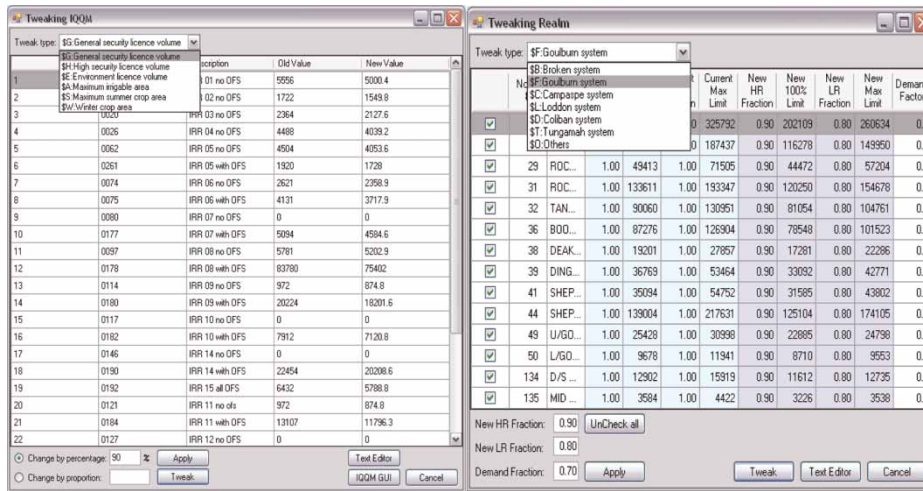 Tweaking IQQM
Tweak type: $G:General security licence volume
$G:General security licence volume
$H:High security licence volume
$E:Environment licence volume
$A:Maximum irrigable area
$S:Maximum summer crop area
$W:Winter crop area
scription Old Value New Value
1 01 no OFS 5556 5000.4
2 02 no OFS 1722 1549.8
3 0020 IRR 03 no OFS 2364 2127.6
4 0026 IRR 04 no OFS 4488 4039.2
5 0062 IRR 05 no OFS 4504 4053.6
6 0261 IRR 05 with OFS 1920 1728
7 0074 IRR 06 no OFS 2621 2358.9
8 0075 IRR 06 with OFS 4131 3717.9
9 0080 IRR 07 no OFS 0 0
10 0177 IRR 07 with OFS 5094 4584.6
11 0097 IRR 08 no OFS 5781 5202.9
12 0178 IRR 08 with OFS 83780 75402
13 0114 IRR 09 no OFS 972 874.8
14 0180 IRR 09 with OFS 20224 18201.6
15 0117 IRR 10 no OFS 0 0
16 0182 IRR 10 with OFS 7912 7120.8
17 0146 IRR 14 no OFS 0 0
18 0190 IRR 14 with OFS 22454 20208.6
19 0192 IRR 15 all OFS 6432 5788.8
20 0121 IRR 11 no ofs 972 874.8
21 0184 IRR 11 with OFS 13107 11796.3
22 0127 IRR 12 no OFS 0 0
Change by percentage: 90 % Apply Text Editor
Change by proportion: Tweak IQQM GUI Cancel
Tweaking Realm
Tweak type: $F:Goulburn system
$B:Broken system
$F:Goulburn system
$C:Campaspe system
$L:Loddon system
$D:Coliban system
$T:Tungamah system
$O:Others
No Current Max Limit New HR Fraction New 100% Limit New LR Fraction New Max Limit Deman Facto
0 325792 0.90 202109 0.80 260634 0.
187437 0.90 116278 0.80 149950 0.
29 ROC... 1.00 49413 1.00 71505 0.90 44472 0.80 57204 0.
31 ROC... 1.00 133611 1.00 193347 0.90 120250 0.80 154678 0.
32 TAN... 1.00 90060 1.00 130951 0.90 81054 0.80 104761 0.
36 BOO... 1.00 87276 1.00 126904 0.90 78548 0.80 101523 0.
38 DEAK... 1.00 19201 1.00 27857 0.90 17281 0.80 22286 0.
39 DING... 1.00 36769 1.00 53464 0.90 33092 0.80 42771 0.
41 SHEP... 1.00 35094 1.00 54752 0.90 31585 0.80 43802 0.
44 SHEP... 1.00 139004 1.00 217631 0.90 125104 0.80 174105 0.
49 U/GO... 1.00 25428 1.00 30998 0.90 22885 0.80 24798 0.
50 L/GO... 1.00 9678 1.00 11941 0.90 8710 0.80 9553 0.
134 D/S ... 1.00 12902 1.00 15919 0.90 11612 0.80 12735 0.
135 MID ... 1.00 3584 1.00 4422 0.90 3226 0.80 3538 0.
New HR Fraction: 0.90 UnCheck all
New LR Fraction: 0.80
Demand Fraction: 0.70 Apply Tweak Text Editor Cancel